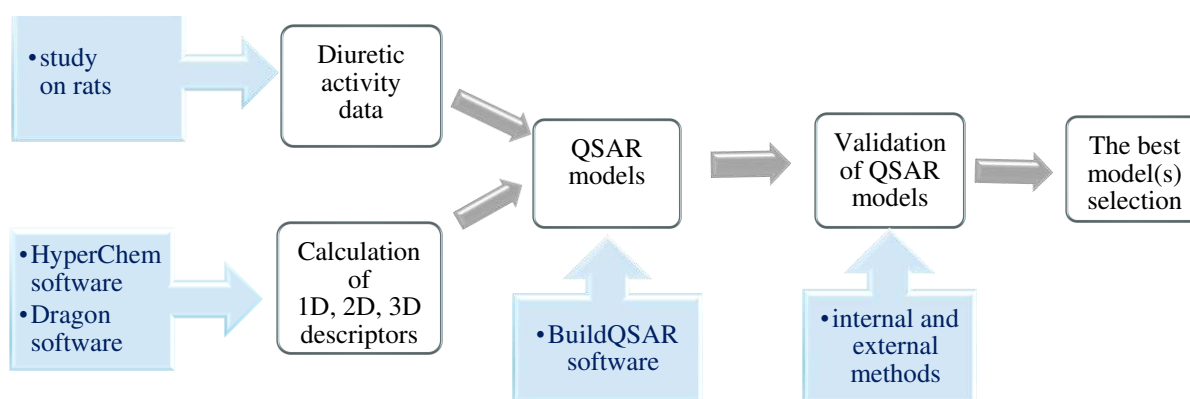 •study
on rats
Diuretic
activity
data
•HyperChem
software
•Dragon
software
Calculation
of
1D, 2D, 3D
descriptors
QSAR
models
•BuildQSAR
software
Validation
of QSAR
models
•internal and
external
methods
The best
model(s)
selection